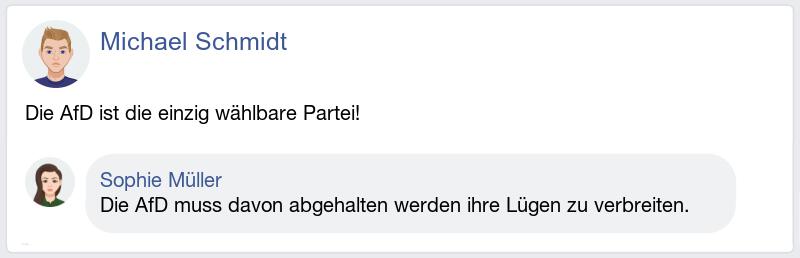 Michael Schmidt
Die AfD ist die einzig wählbare Partei!
Sophie Müller
Die AfD muss davon abgehalten werden ihre Lügen zu verbreiten.